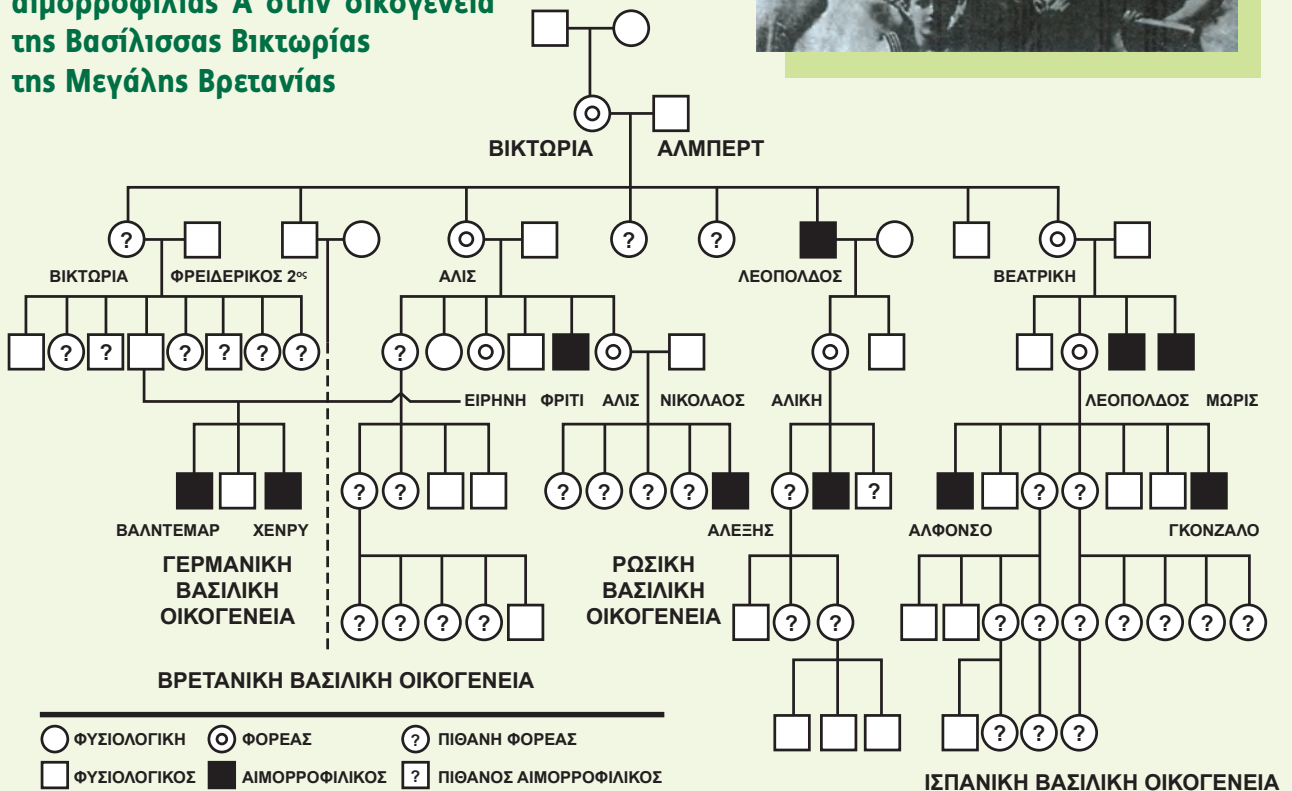 αιμορροφιλίας Α στην οικογένεια
της Βασίλισσας Βικτωρίας
της Μεγάλης Βρετανίας
ΒΙΚΤΩΡΙΑ ΑΛΜΠΕΡΤ
? ? ?
ΒΙΚΤΩΡΙΑ ΦΡΕΙΔΕΡΙΚΟΣ 2ος ΑΛΙΣ ΛΕΟΠΟΛΔΟΣ ΒΕΑΤΡΙΚΗ
? ? ? ? ? ? ?
ΕΙΡΗΝΗ ΦΡΙΤΙ ΑΛΙΣ ΝΙΚΟΛΑΟΣ ΑΛΙΚΗ ΛΕΟΠΟΛΔΟΣ ΜΩΡΙΣ
? ? ? ? ? ? ? ? ? ?
ΒΑΛΝΤΕΜΑΡ ΧΕΝΡΥ ΑΛΕΞΗΣ ΑΛΦΟΝΣΟ ΓΚΟΝΖΑΛΟ
ΓΕΡΜΑΝΙΚΗ
ΒΑΣΙΛΙΚΗ
ΟΙΚΟΓΕΝΕΙΑ
ΡΩΣΙΚΗ
ΒΑΣΙΛΙΚΗ
ΟΙΚΟΓΕΝΕΙΑ
? ? ? ? ? ? ? ? ? ? ? ? ?
ΒΡΕΤΑΝΙΚΗ ΒΑΣΙΛΙΚΗ ΟΙΚΟΓΕΝΕΙΑ
? ? ?
ΦΥΣΙΟΛΟΓΙΚΗ ΦΟΡΕΑΣ ? ΠΙΘΑΝΗ ΦΟΡΕΑΣ
ΦΥΣΙΟΛΟΓΙΚΟΣ ΑΙΜΟΡΡΟΦΙΛΙΚΟΣ ? ΠΙΘΑΝΟΣ ΑΙΜΟΡΡΟΦΙΛΙΚΟΣ
ΙΣΠΑΝΙΚΗ ΒΑΣΙΛΙΚΗ ΟΙΚΟΓΕΝΕΙΑ